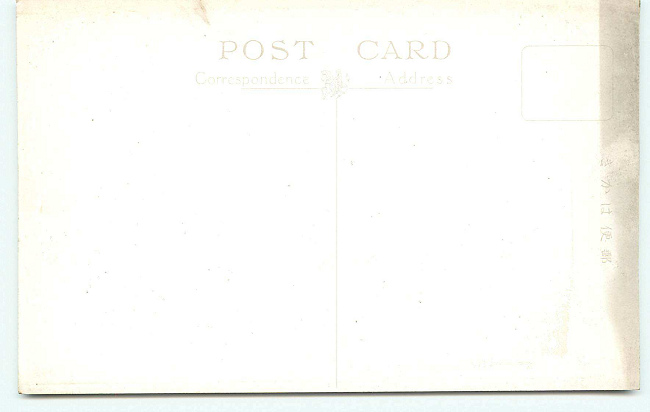 POST CARD
Correspondence Address
きかは便郵